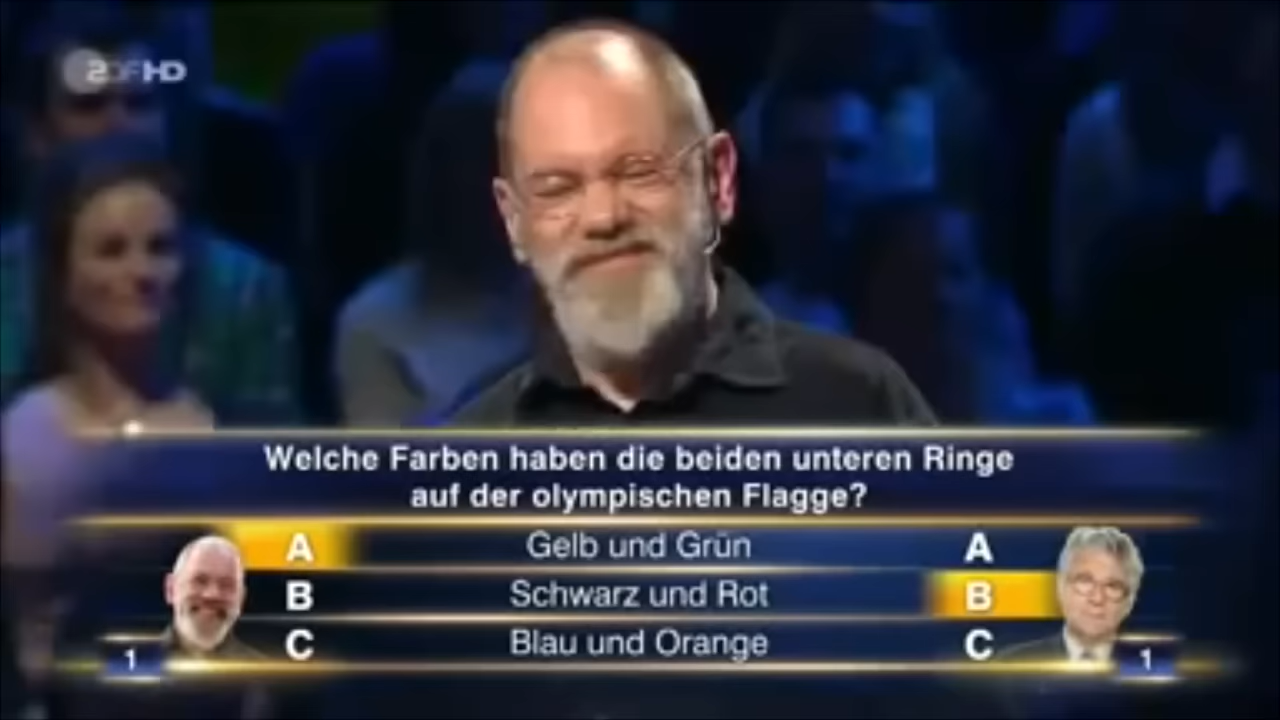 ZDFHD
Welche Farben haben die beiden unteren Ringe
auf der olympischen Flagge?
A Gelb und Grün A
B Schwarz und Rot B
C Blau und Orange C
1 1